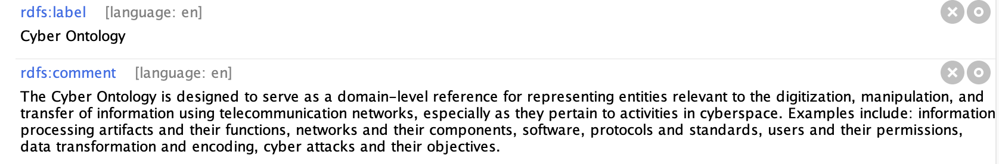 rdfs:label [language: en]
Cyber Ontology
rdfs:comment [language: en]
The Cyber Ontology is designed to serve as a domain-level reference for representing entities relevant to the digitization, manipulation, and
transfer of information using telecommunication networks, especially as they pertain to activities in cyberspace. Examples include: information
processing artifacts and their functions, networks and their components, software, protocols and standards, users and their permissions,
data transformation and encoding, cyber attacks and their objectives.